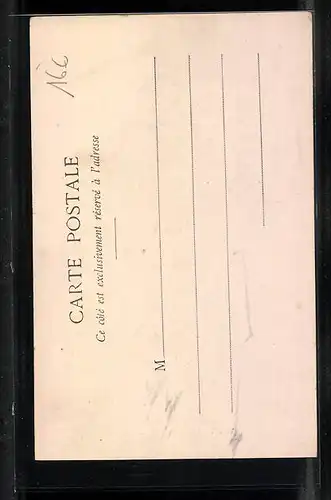 166
CARTE POSTALE
Ce côté est exclusivement réservé à l'adresse
M